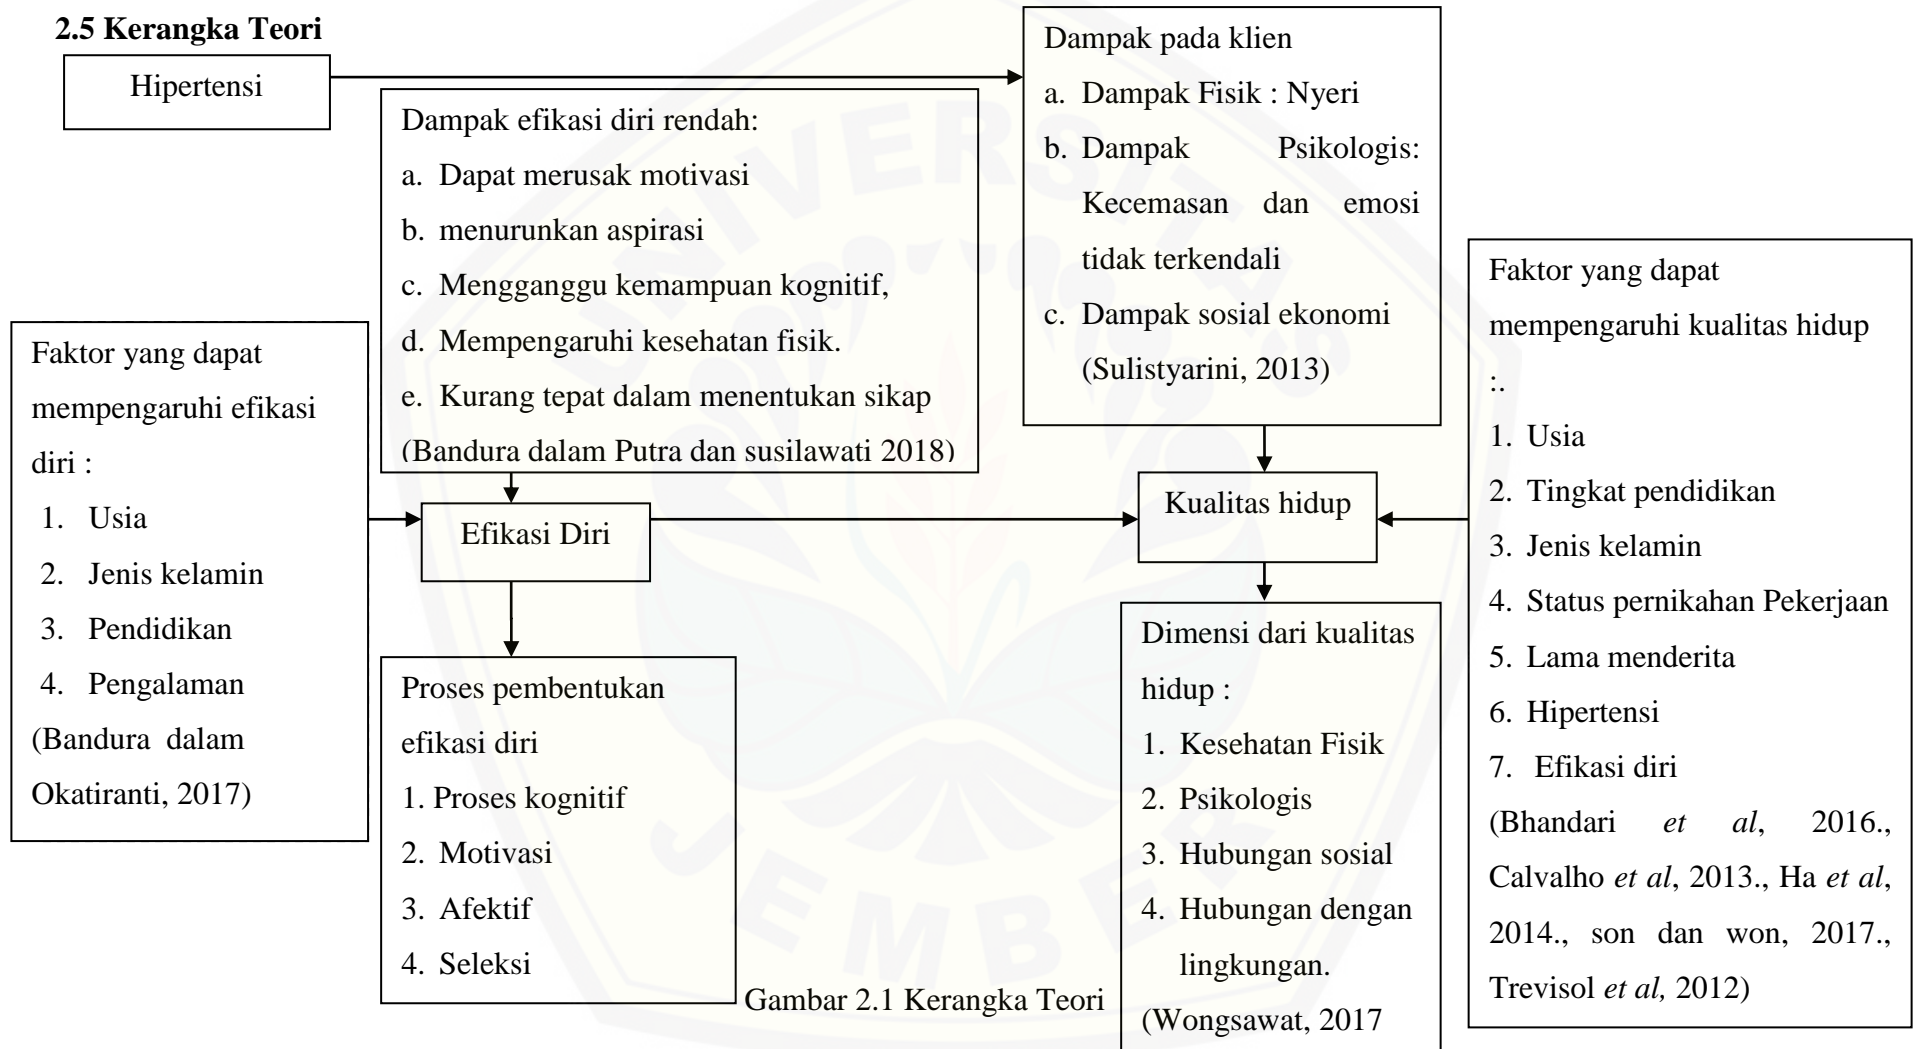 2.5 Kerangka Teori
Hipertensi
Dampak pada klien
a. Dampak Fisik : Nyeri
b. Dampak Psikologis:
Kecemasan dan emosi
tidak terkendali
c. Dampak sosial ekonomi
(Sulistyarini, 2013)
Dampak efikasi diri rendah:
a. Dapat merusak motivasi
b. menurunkan aspirasi
c. Mengganggu kemampuan kognitif,
d. Mempengaruhi kesehatan fisik.
e. Kurang tepat dalam menentukan sikap
(Bandura dalam Putra dan susilawati 2018)
Faktor yang dapat
mempengaruhi efikasi
diri :
1. Usia
2. Jenis kelamin
3. Pendidikan
4. Pengalaman
(Bandura dalam
Okatiranti, 2017)
Efikasi Diri
Kualitas hidup
Faktor yang dapat
mempengaruhi kualitas hidup
:.
1. Usia
2. Tingkat pendidikan
3. Jenis kelamin
4. Status pernikahan Pekerjaan
5. Lama menderita
6. Hipertensi
7. Efikasi diri
(Bhandari et al, 2016.,
Calvalho et al, 2013., Ha et al,
2014., son dan won, 2017.,
Trevisol et al, 2012)
Proses pembentukan
efikasi diri
1. Proses kognitif
2. Motivasi
3. Afektif
4. Seleksi
Dimensi dari kualitas
hidup :
1. Kesehatan Fisik
2. Psikologis
3. Hubungan sosial
4. Hubungan dengan
lingkungan.
(Wongsawat, 2017
Gambar 2.1 Kerangka Teori
UNIVERSITAS
JEMBER